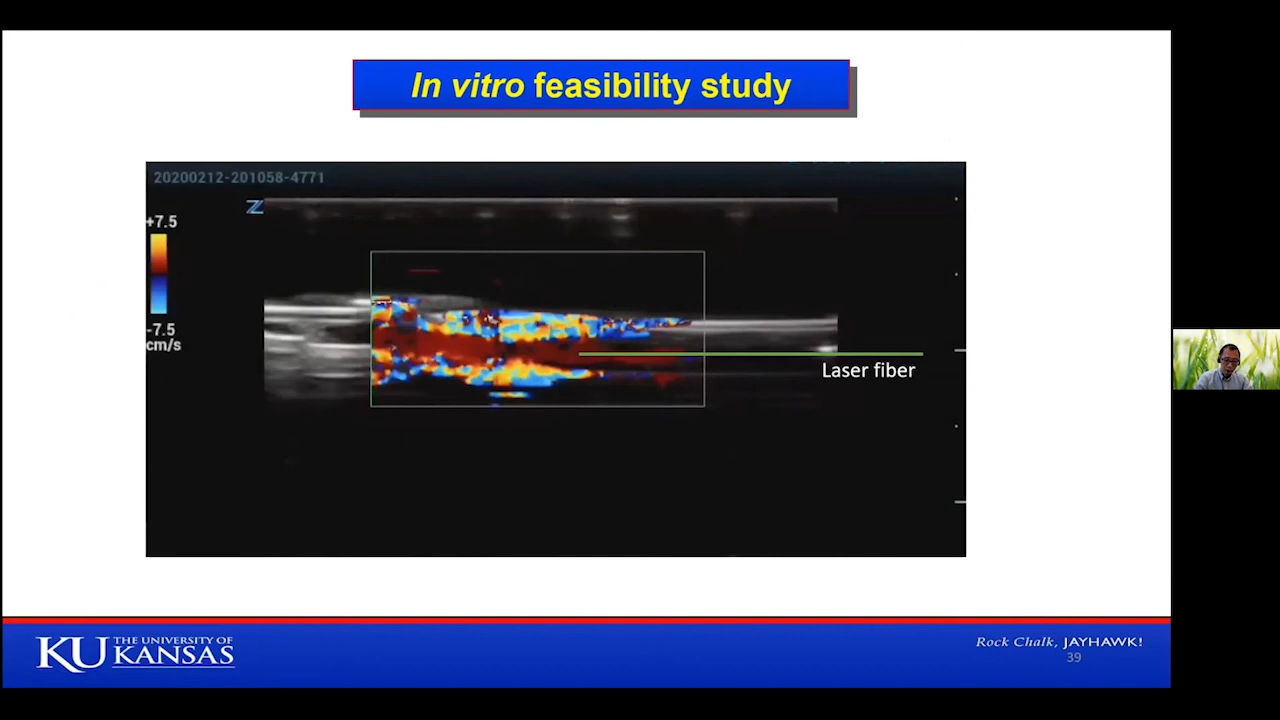 In vitro feasibility study
20200212-201058-4771
Z
+7.5
-7.5
cm/s
Laser fiber
KU THE UNIVERSITY OF
KANSAS
Rock Chalk, JAYHAWK!
39